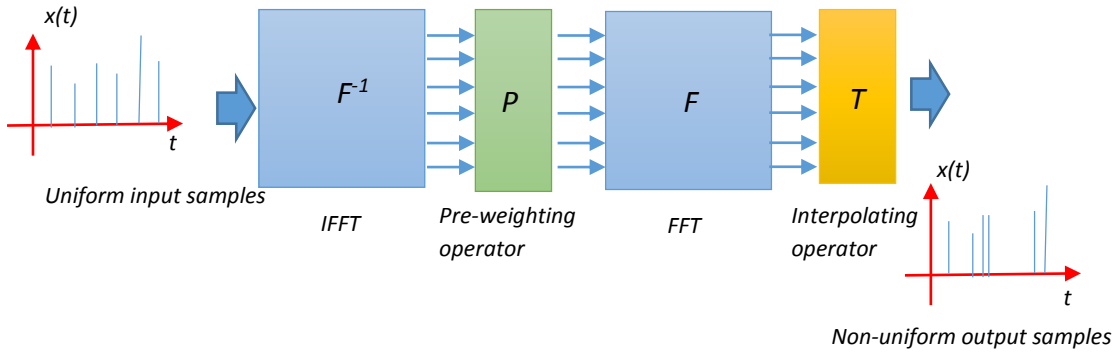 x(t)
t
Uniform input samples
F-1
IFFT
P
Pre-weighting
operator
F
FFT
T
Interpolating
operator
x(t)
t
Non-uniform output samples